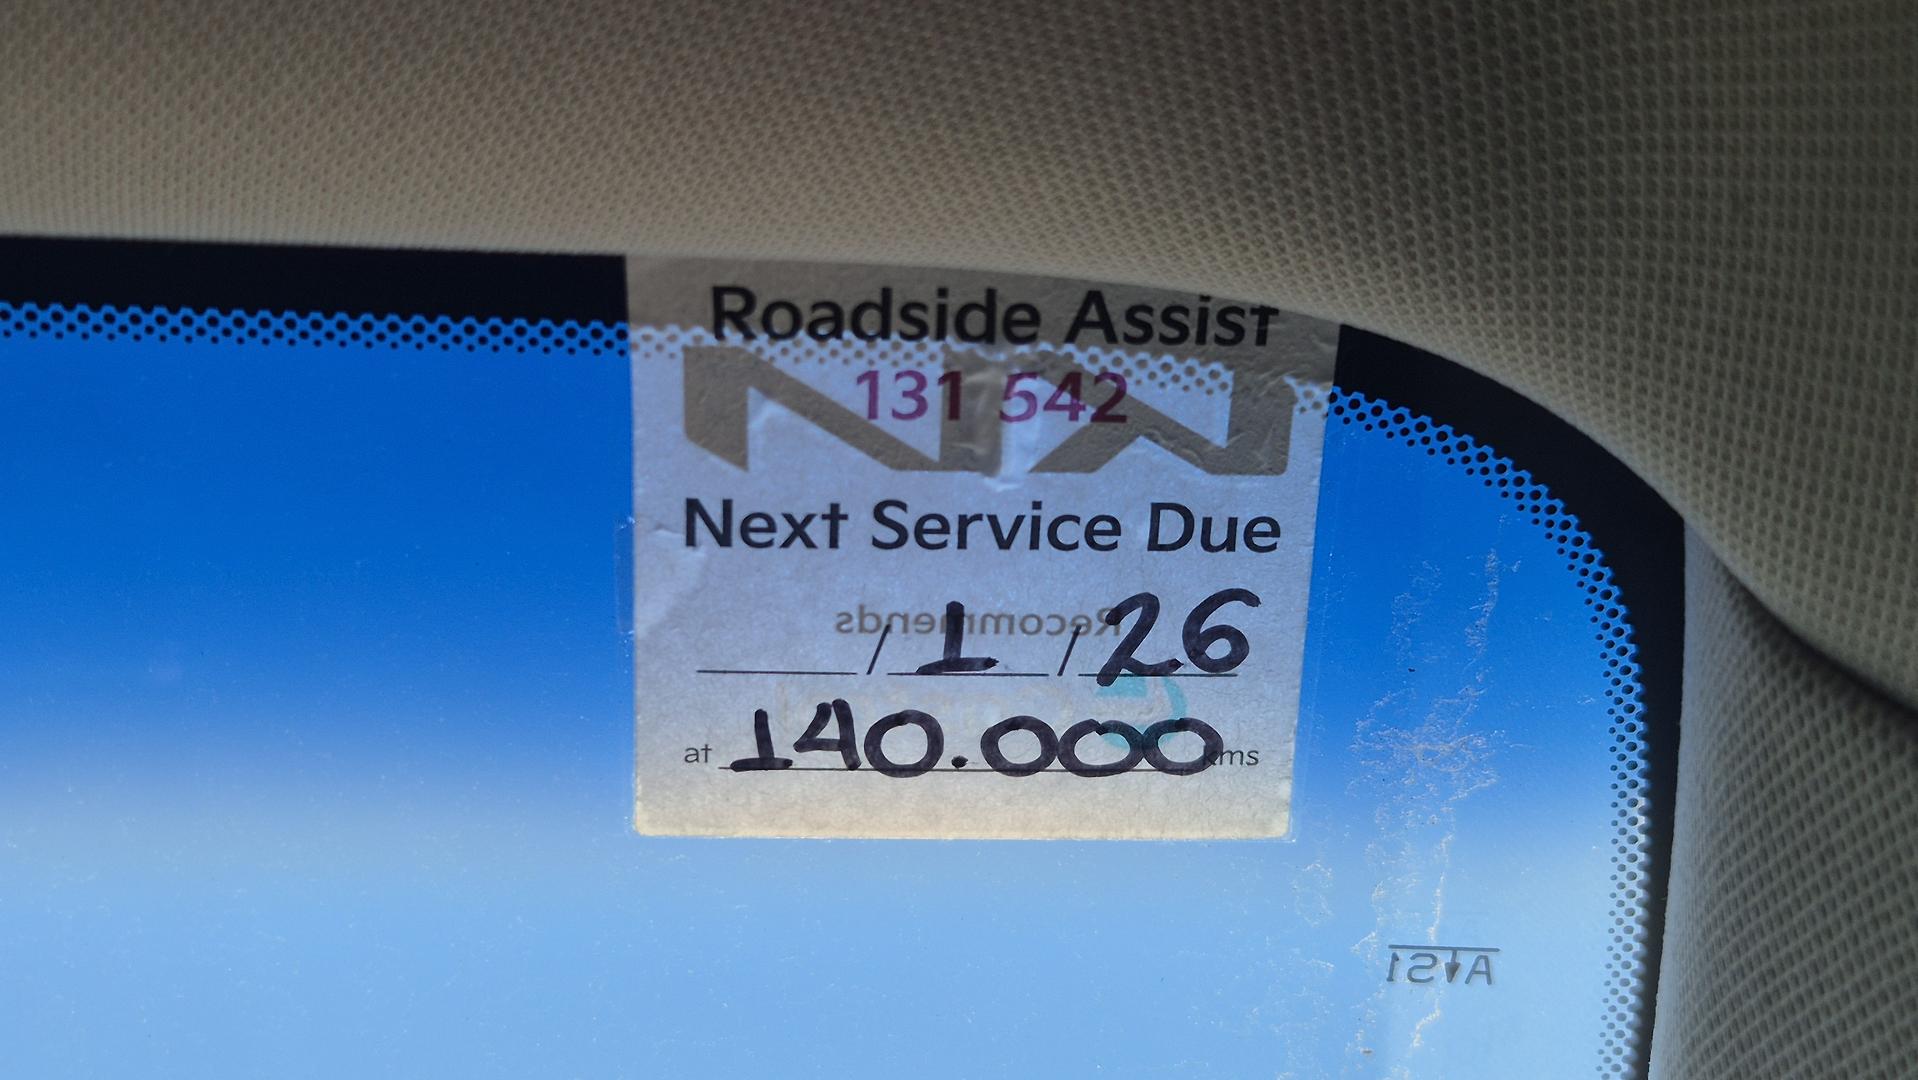 Roadside Assist
131 542
Next Service Due
Recommends
/ 1 / 26
at 140.000 kms
AS1